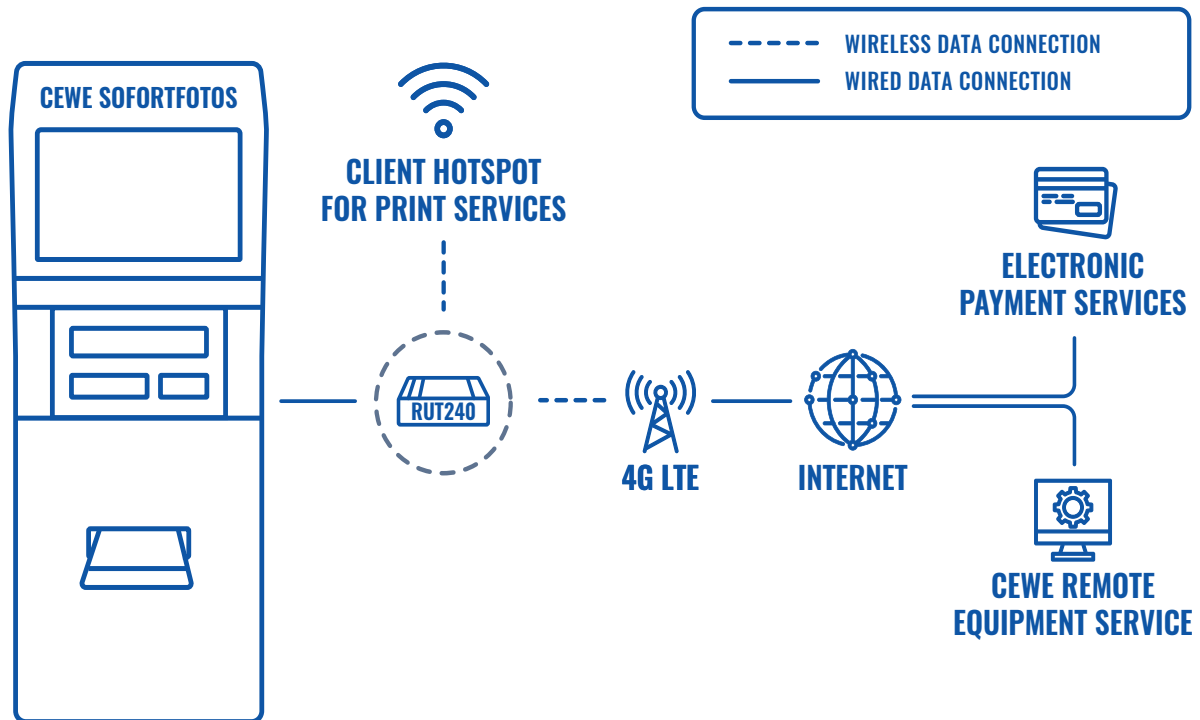 WIRELESS DATA CONNECTION
WIRED DATA CONNECTION
CEWE SOFORTFOTOS
CLIENT HOTSPOT
FOR PRINT SERVICES
ELECTRONIC
PAYMENT SERVICES
RUT240
4G LTE
INTERNET
CEWE REMOTE
EQUIPMENT SERVICE